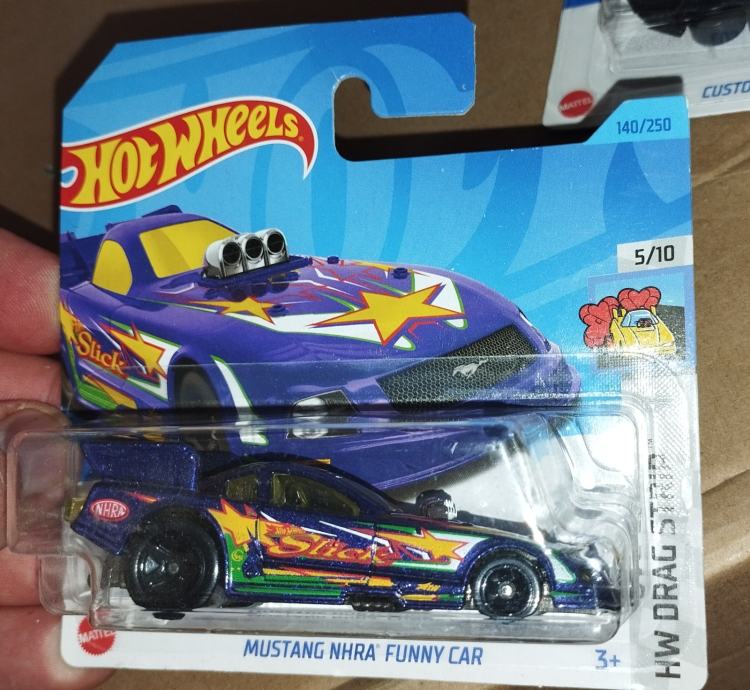 MATTEL
CUSTO
HOT WHEELS
140/250
5/10
Slick
NHRA
Slick
HW DRAG STRIP™
MATTEL
MUSTANG NHRA® FUNNY CAR
3+